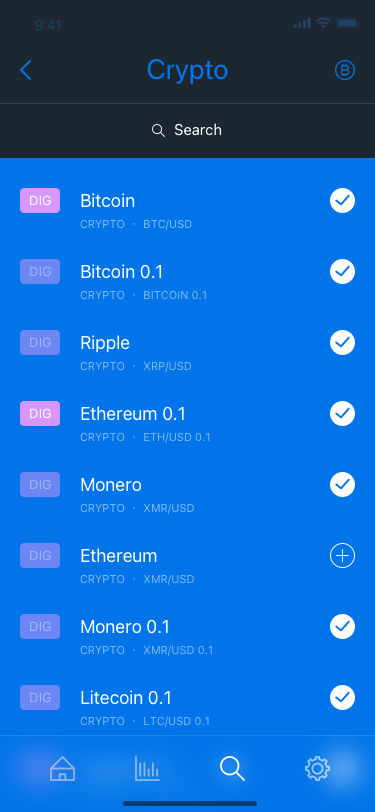 9:41
Crypto
Search
DIG Bitcoin
CRYPTO · BTC/USD
DIG Bitcoin 0.1
CRYPTO · BITCOIN 0.1
DIG Ripple
CRYPTO · XRP/USD
DIG Ethereum 0.1
CRYPTO · ETH/USD 0.1
DIG Monero
CRYPTO · XMR/USD
DIG Ethereum
CRYPTO · XMR/USD
DIG Monero 0.1
CRYPTO · XMR/USD 0.1
DIG Litecoin 0.1
CRYPTO · LTC/USD 0.1